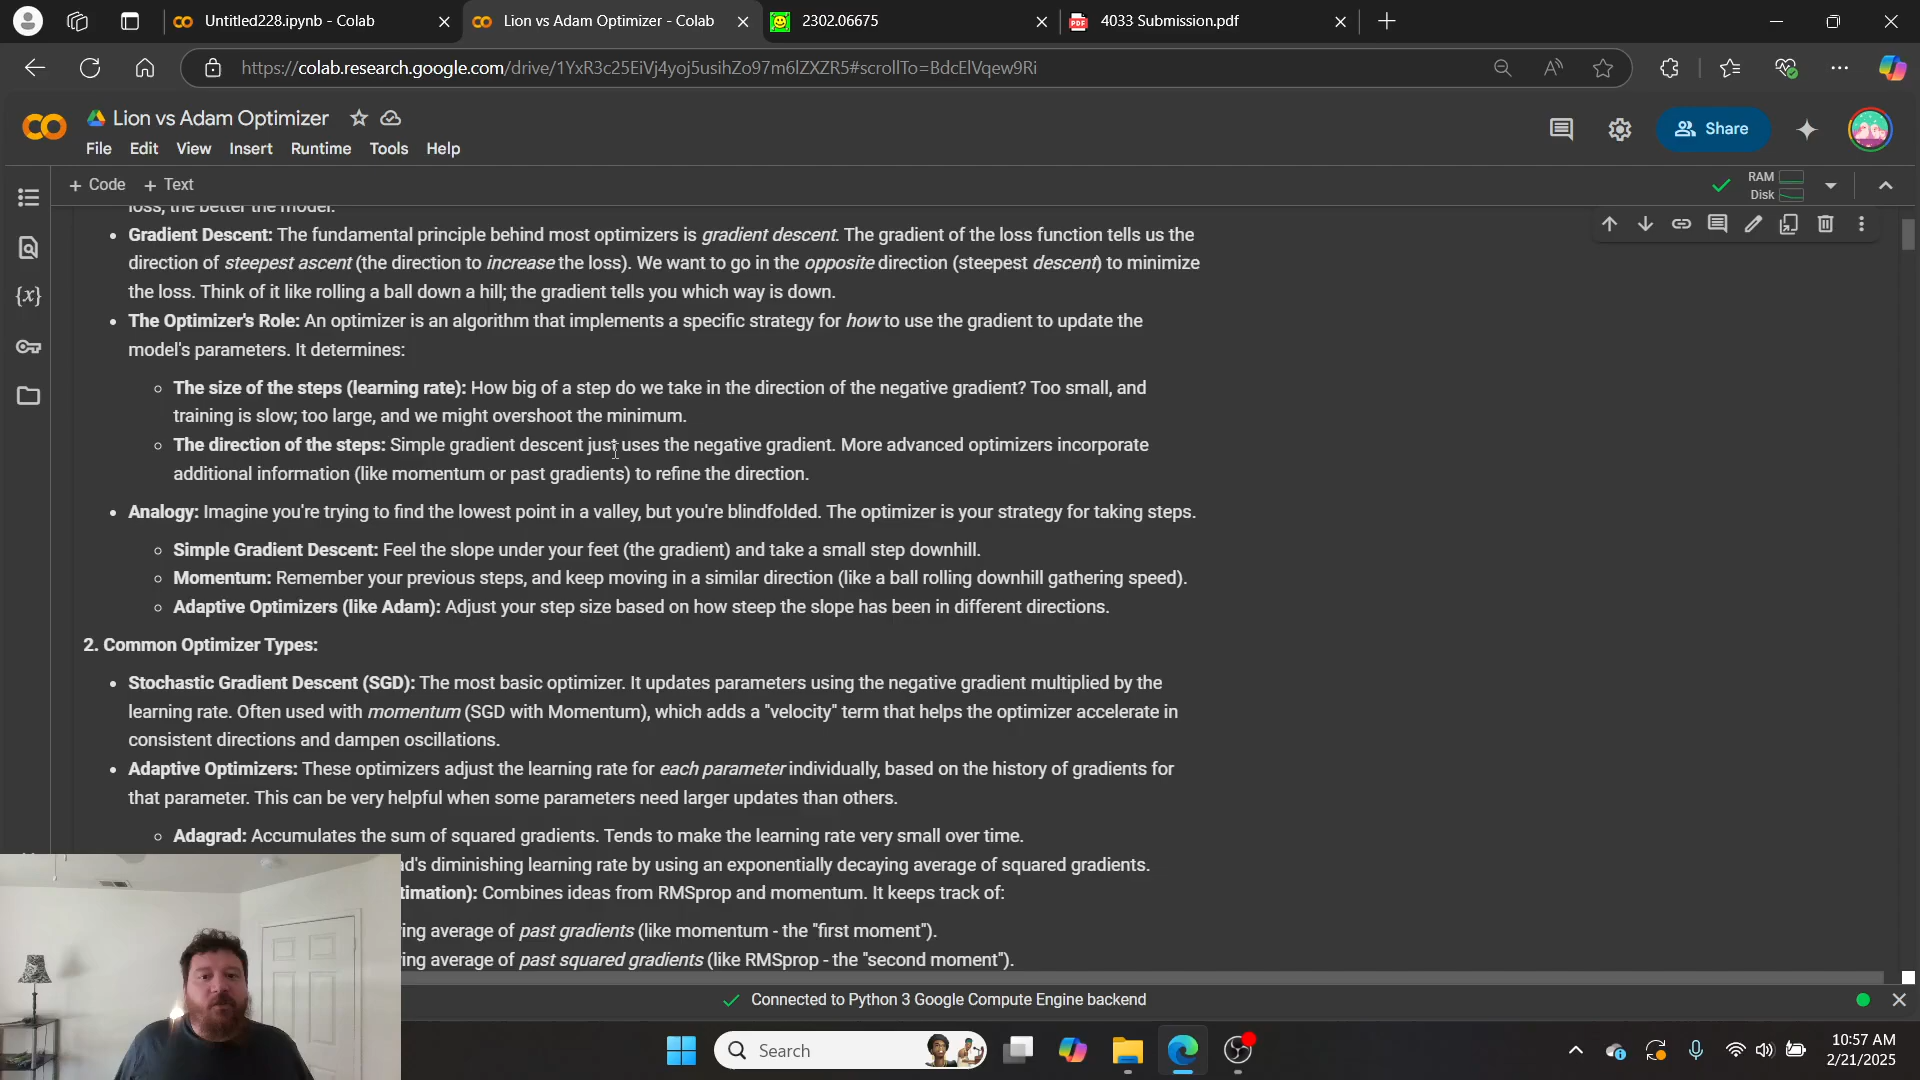 Untitled228.ipynb - Colab
Lion vs Adam Optimizer - Colab
2302.06675
4033 Submission.pdf
https://colab.research.google.com/drive/1YxR3c25EiVj4yoj5usihZo97m6lZXZR5#scrollTo=BdcElVqew9Ri
Lion vs Adam Optimizer
File Edit View Insert Runtime Tools Help
Share
+ Code + Text
RAM
Disk
loss, the better the model.
• Gradient Descent: The fundamental principle behind most optimizers is gradient descent. The gradient of the loss function tells us the
direction of steepest ascent (the direction to increase the loss). We want to go in the opposite direction (steepest descent) to minimize
the loss. Think of it like rolling a ball down a hill; the gradient tells you which way is down.
• The Optimizer's Role: An optimizer is an algorithm that implements a specific strategy for how to use the gradient to update the
model's parameters. It determines:
◦ The size of the steps (learning rate): How big of a step do we take in the direction of the negative gradient? Too small, and
training is slow; too large, and we might overshoot the minimum.
◦ The direction of the steps: Simple gradient descent just uses the negative gradient. More advanced optimizers incorporate
additional information (like momentum or past gradients) to refine the direction.
• Analogy: Imagine you're trying to find the lowest point in a valley, but you're blindfolded. The optimizer is your strategy for taking steps.
◦ Simple Gradient Descent: Feel the slope under your feet (the gradient) and take a small step downhill.
◦ Momentum: Remember your previous steps, and keep moving in a similar direction (like a ball rolling downhill gathering speed).
◦ Adaptive Optimizers (like Adam): Adjust your step size based on how steep the slope has been in different directions.
2. Common Optimizer Types:
• Stochastic Gradient Descent (SGD): The most basic optimizer. It updates parameters using the negative gradient multiplied by the
learning rate. Often used with momentum (SGD with Momentum), which adds a "velocity" term that helps the optimizer accelerate in
consistent directions and dampen oscillations.
• Adaptive Optimizers: These optimizers adjust the learning rate for each parameter individually, based on the history of gradients for
that parameter. This can be very helpful when some parameters need larger updates than others.
◦ Adagrad: Accumulates the sum of squared gradients. Tends to make the learning rate very small over time.
ad's diminishing learning rate by using an exponentially decaying average of squared gradients.
timation): Combines ideas from RMSprop and momentum. It keeps track of:
ing average of past gradients (like momentum - the "first moment").
ing average of past squared gradients (like RMSprop - the "second moment").
Connected to Python 3 Google Compute Engine backend
Search
10:57 AM
2/21/2025